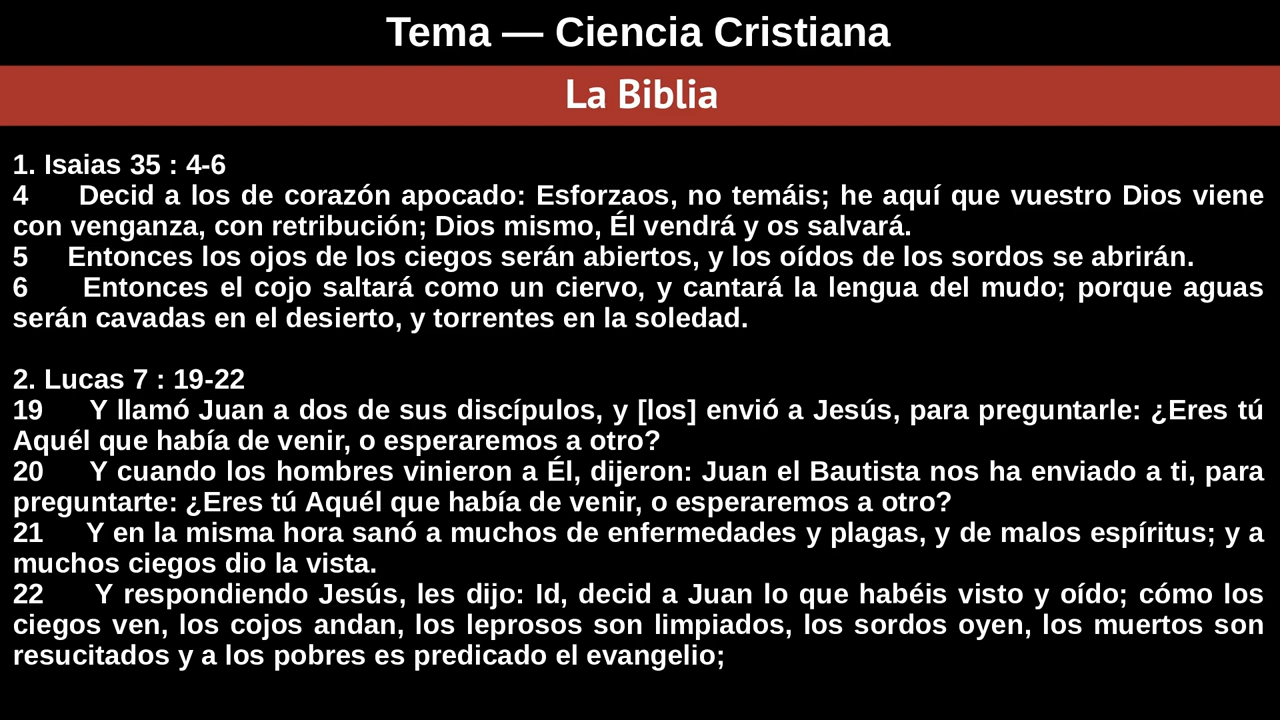 Tema — Ciencia Cristiana
La Biblia
1. Isaias 35 : 4-6
4 Decid a los de corazón apocado: Esforzaos, no temáis; he aquí que vuestro Dios viene
con venganza, con retribución; Dios mismo, Él vendrá y os salvará.
5 Entonces los ojos de los ciegos serán abiertos, y los oídos de los sordos se abrirán.
6 Entonces el cojo saltará como un ciervo, y cantará la lengua del mudo; porque aguas
serán cavadas en el desierto, y torrentes en la soledad.
2. Lucas 7 : 19-22
19 Y llamó Juan a dos de sus discípulos, y [los] envió a Jesús, para preguntarle: ¿Eres tú
Aquél que había de venir, o esperaremos a otro?
20 Y cuando los hombres vinieron a Él, dijeron: Juan el Bautista nos ha enviado a ti, para
preguntarte: ¿Eres tú Aquél que había de venir, o esperaremos a otro?
21 Y en la misma hora sanó a muchos de enfermedades y plagas, y de malos espíritus; y a
muchos ciegos dio la vista.
22 Y respondiendo Jesús, les dijo: Id, decid a Juan lo que habéis visto y oído; cómo los
ciegos ven, los cojos andan, los leprosos son limpiados, los sordos oyen, los muertos son
resucitados y a los pobres es predicado el evangelio;